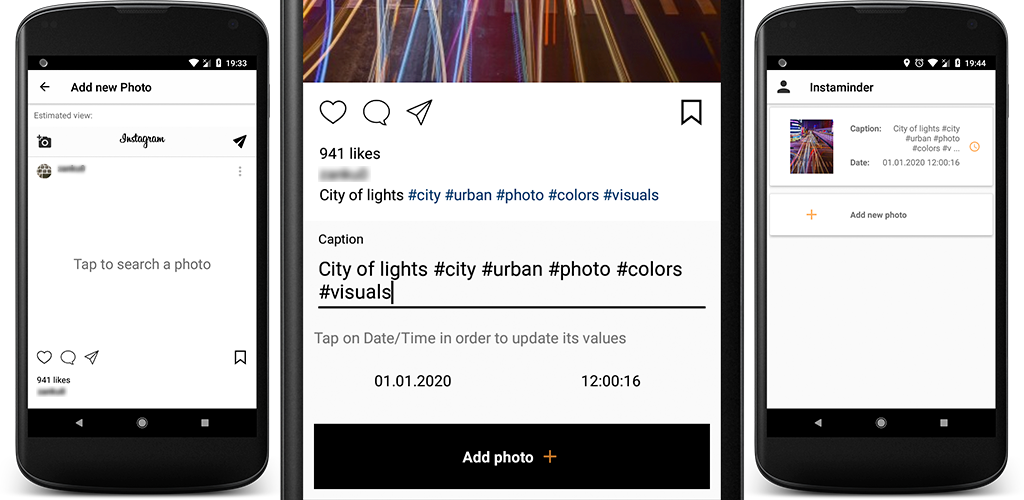 19:33
Add new Photo
Estimated view:
Instagram
Tap to search a photo
941 likes
941 likes
City of lights #city #urban #photo #colors #visuals
Caption
City of lights #city #urban #photo #colors
#visuals
Tap on Date/Time in order to update its values
01.01.2020 12:00:16
Add photo +
19:44
Instaminder
Caption: City of lights #city
#urban #photo
#colors #v ...
Date: 01.01.2020 12:00:16
+ Add new photo